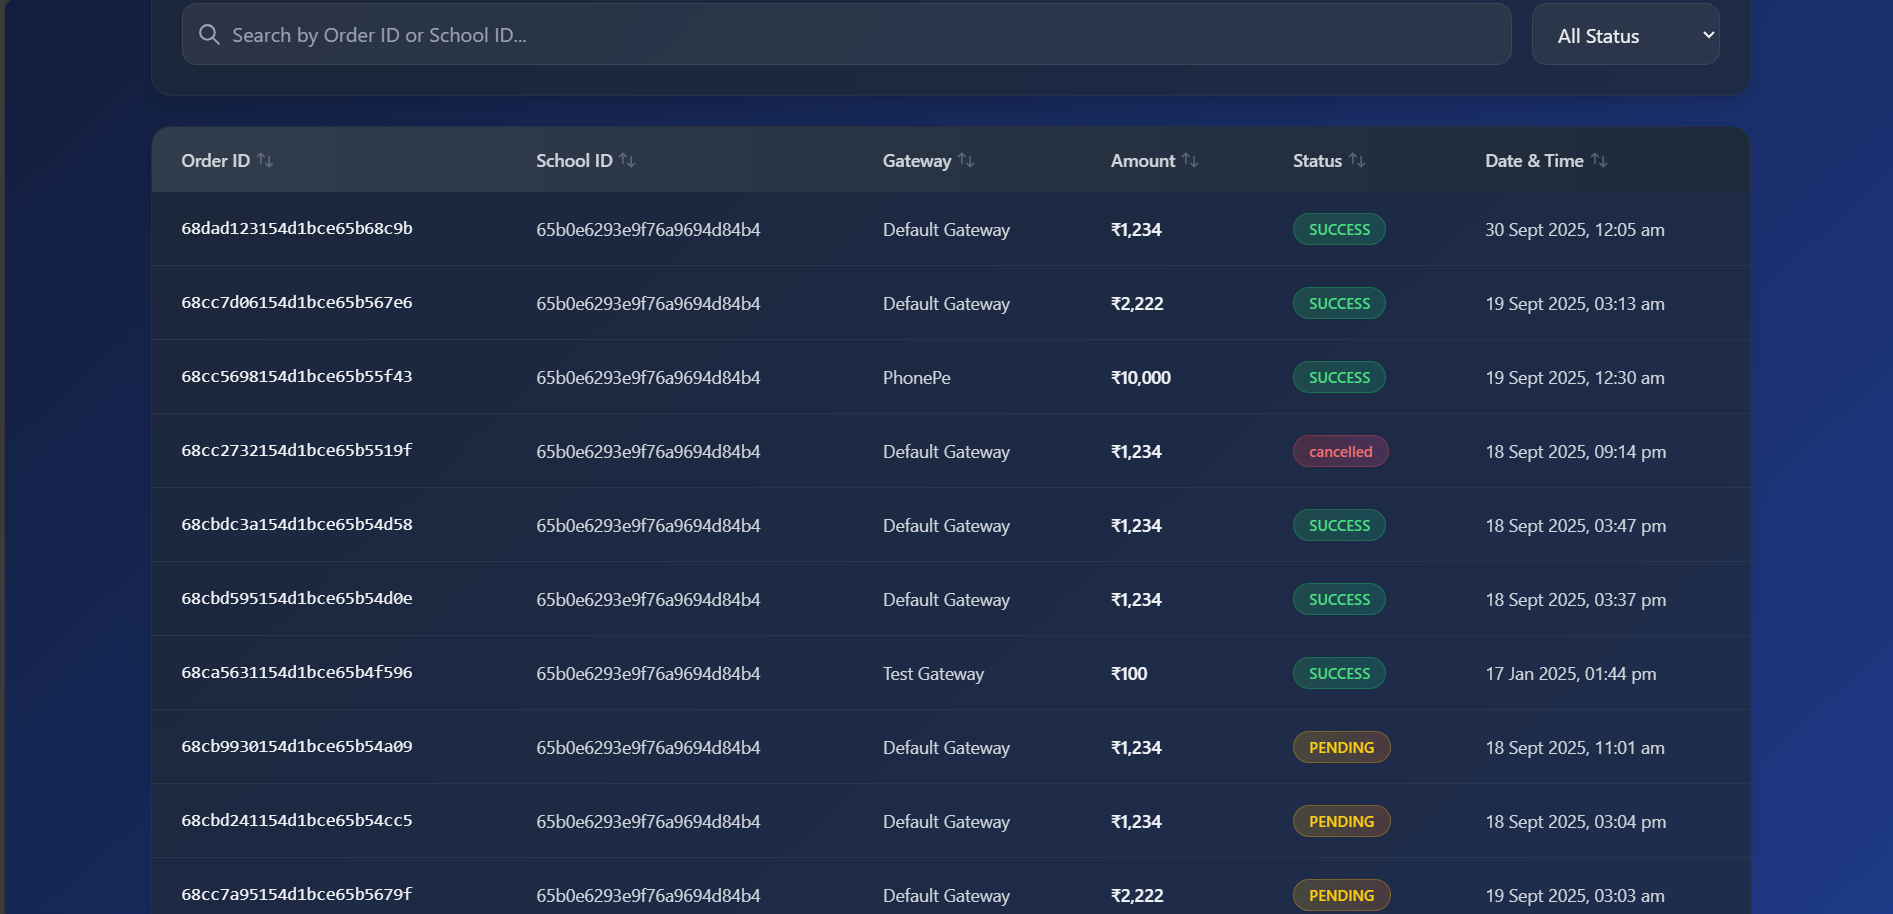 Search by Order ID or School ID...
All Status
Order ID School ID Gateway Amount Status Date & Time
68dad123154d1bce65b68c9b 65b0e6293e9f76a9694d84b4 Default Gateway ₹1,234 SUCCESS 30 Sept 2025, 12:05 am
68cc7d06154d1bce65b567e6 65b0e6293e9f76a9694d84b4 Default Gateway ₹2,222 SUCCESS 19 Sept 2025, 03:13 am
68cc5698154d1bce65b55f43 65b0e6293e9f76a9694d84b4 PhonePe ₹10,000 SUCCESS 19 Sept 2025, 12:30 am
68cc2732154d1bce65b5519f 65b0e6293e9f76a9694d84b4 Default Gateway ₹1,234 cancelled 18 Sept 2025, 09:14 pm
68cbdc3a154d1bce65b54d58 65b0e6293e9f76a9694d84b4 Default Gateway ₹1,234 SUCCESS 18 Sept 2025, 03:47 pm
68cbd595154d1bce65b54d0e 65b0e6293e9f76a9694d84b4 Default Gateway ₹1,234 SUCCESS 18 Sept 2025, 03:37 pm
68ca5631154d1bce65b4f596 65b0e6293e9f76a9694d84b4 Test Gateway ₹100 SUCCESS 17 Jan 2025, 01:44 pm
68cb9930154d1bce65b54a09 65b0e6293e9f76a9694d84b4 Default Gateway ₹1,234 PENDING 18 Sept 2025, 11:01 am
68cbd241154d1bce65b54cc5 65b0e6293e9f76a9694d84b4 Default Gateway ₹1,234 PENDING 18 Sept 2025, 03:04 pm
68cc7a95154d1bce65b5679f 65b0e6293e9f76a9694d84b4 Default Gateway ₹2,222 PENDING 19 Sept 2025, 03:03 am